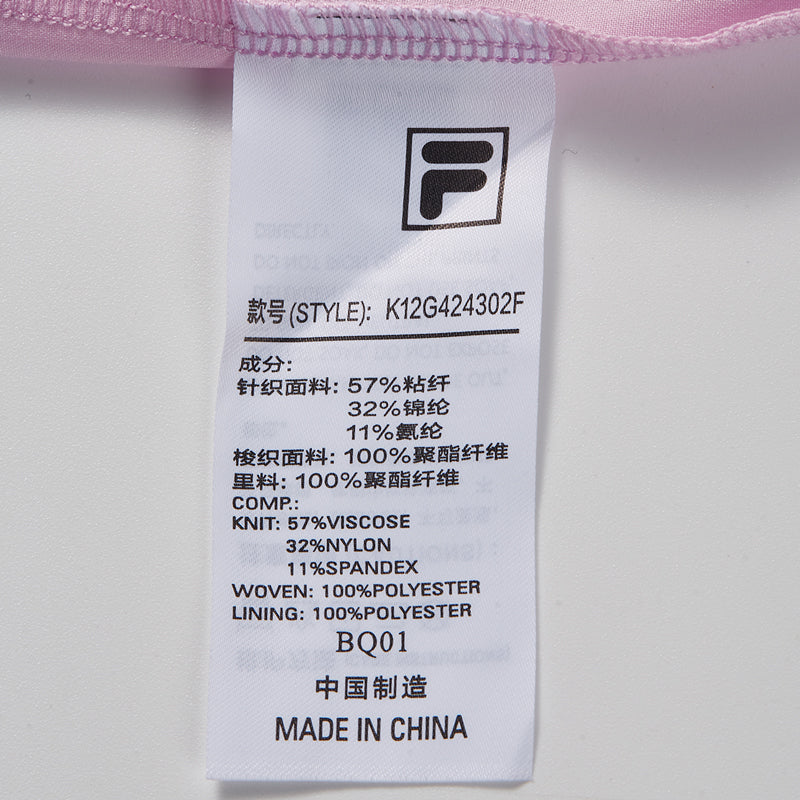 F
款号(STYLE): K12G424302F
成分:
针织面料: 57%粘纤
32%锦纶
11%氨纶
梭织面料: 100%聚酯纤维
里料: 100%聚酯纤维
COMP.:
KNIT: 57%VISCOSE
32%NYLON
11%SPANDEX
WOVEN: 100%POLYESTER
LINING: 100%POLYESTER
BQ01
中国制造
MADE IN CHINA